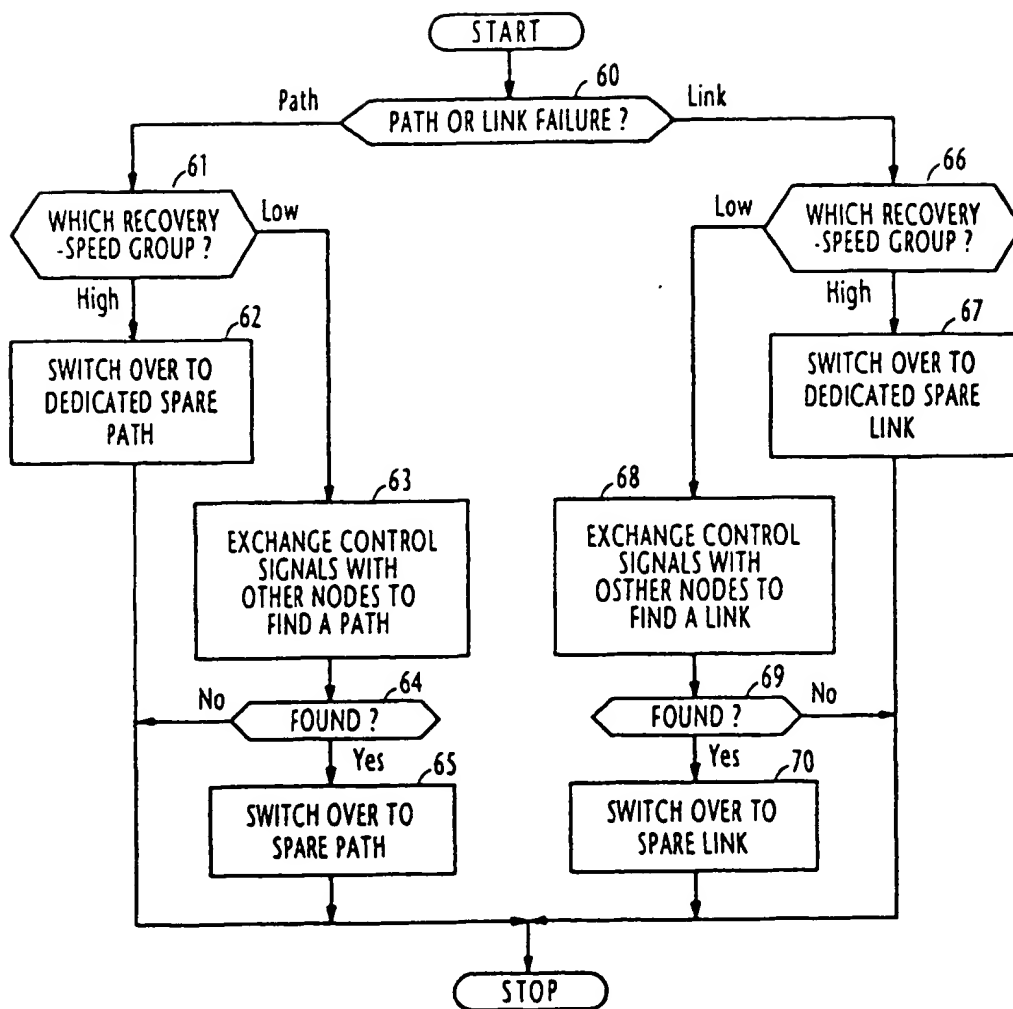 START
60
Path
PATH OR LINK FAILURE ?
Link
61
WHICH RECOVERY
-SPEED GROUP ?
Low
High
66
Low
WHICH RECOVERY
-SPEED GROUP ?
High
62
SWITCH OVER TO
DEDICATED SPARE
PATH
67
SWITCH OVER TO
DEDICATED SPARE
LINK
63
EXCHANGE CONTROL
SIGNALS WITH
OTHER NODES TO
FIND A PATH
68
EXCHANGE CONTROL
SIGNALS WITH
OSTHER NODES TO
FIND A LINK
64
No
FOUND ?
Yes
69
FOUND ?
No
Yes
65
SWITCH OVER TO
SPARE PATH
70
SWITCH OVER TO
SPARE LINK
STOP